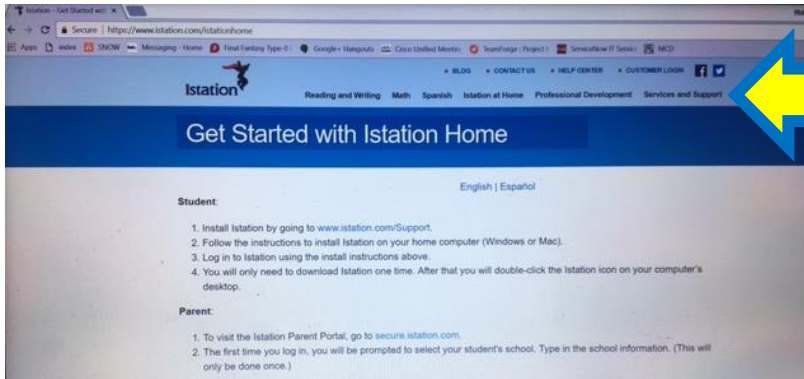 Istation - Get Started wit
Secure | https://www.istation.com/istationhome
Apps index SNOW Messaging - Home Final Fantasy Type-0 Google+ Hangouts Cisco Unified Meetin TeamForge : Project ServiceNow IT Servic MCD
BLOG CONTACT US HELP CENTER CUSTOMER LOGIN
Istation
Reading and Writing Math Spanish Istation at Home Professional Development Services and Support
Get Started with Istation Home
English | Español
Student:
1. Install Istation by going to www.istation.com/Support.
2. Follow the instructions to install Istation on your home computer (Windows or Mac).
3. Log in to Istation using the install instructions above.
4. You will only need to download Istation one time. After that you will double-click the Istation icon on your computer's
desktop.
Parent:
1. To visit the Istation Parent Portal, go to secure.istation.com.
2. The first time you log in, you will be prompted to select your student's school. Type in the school information. (This will
only be done once.)